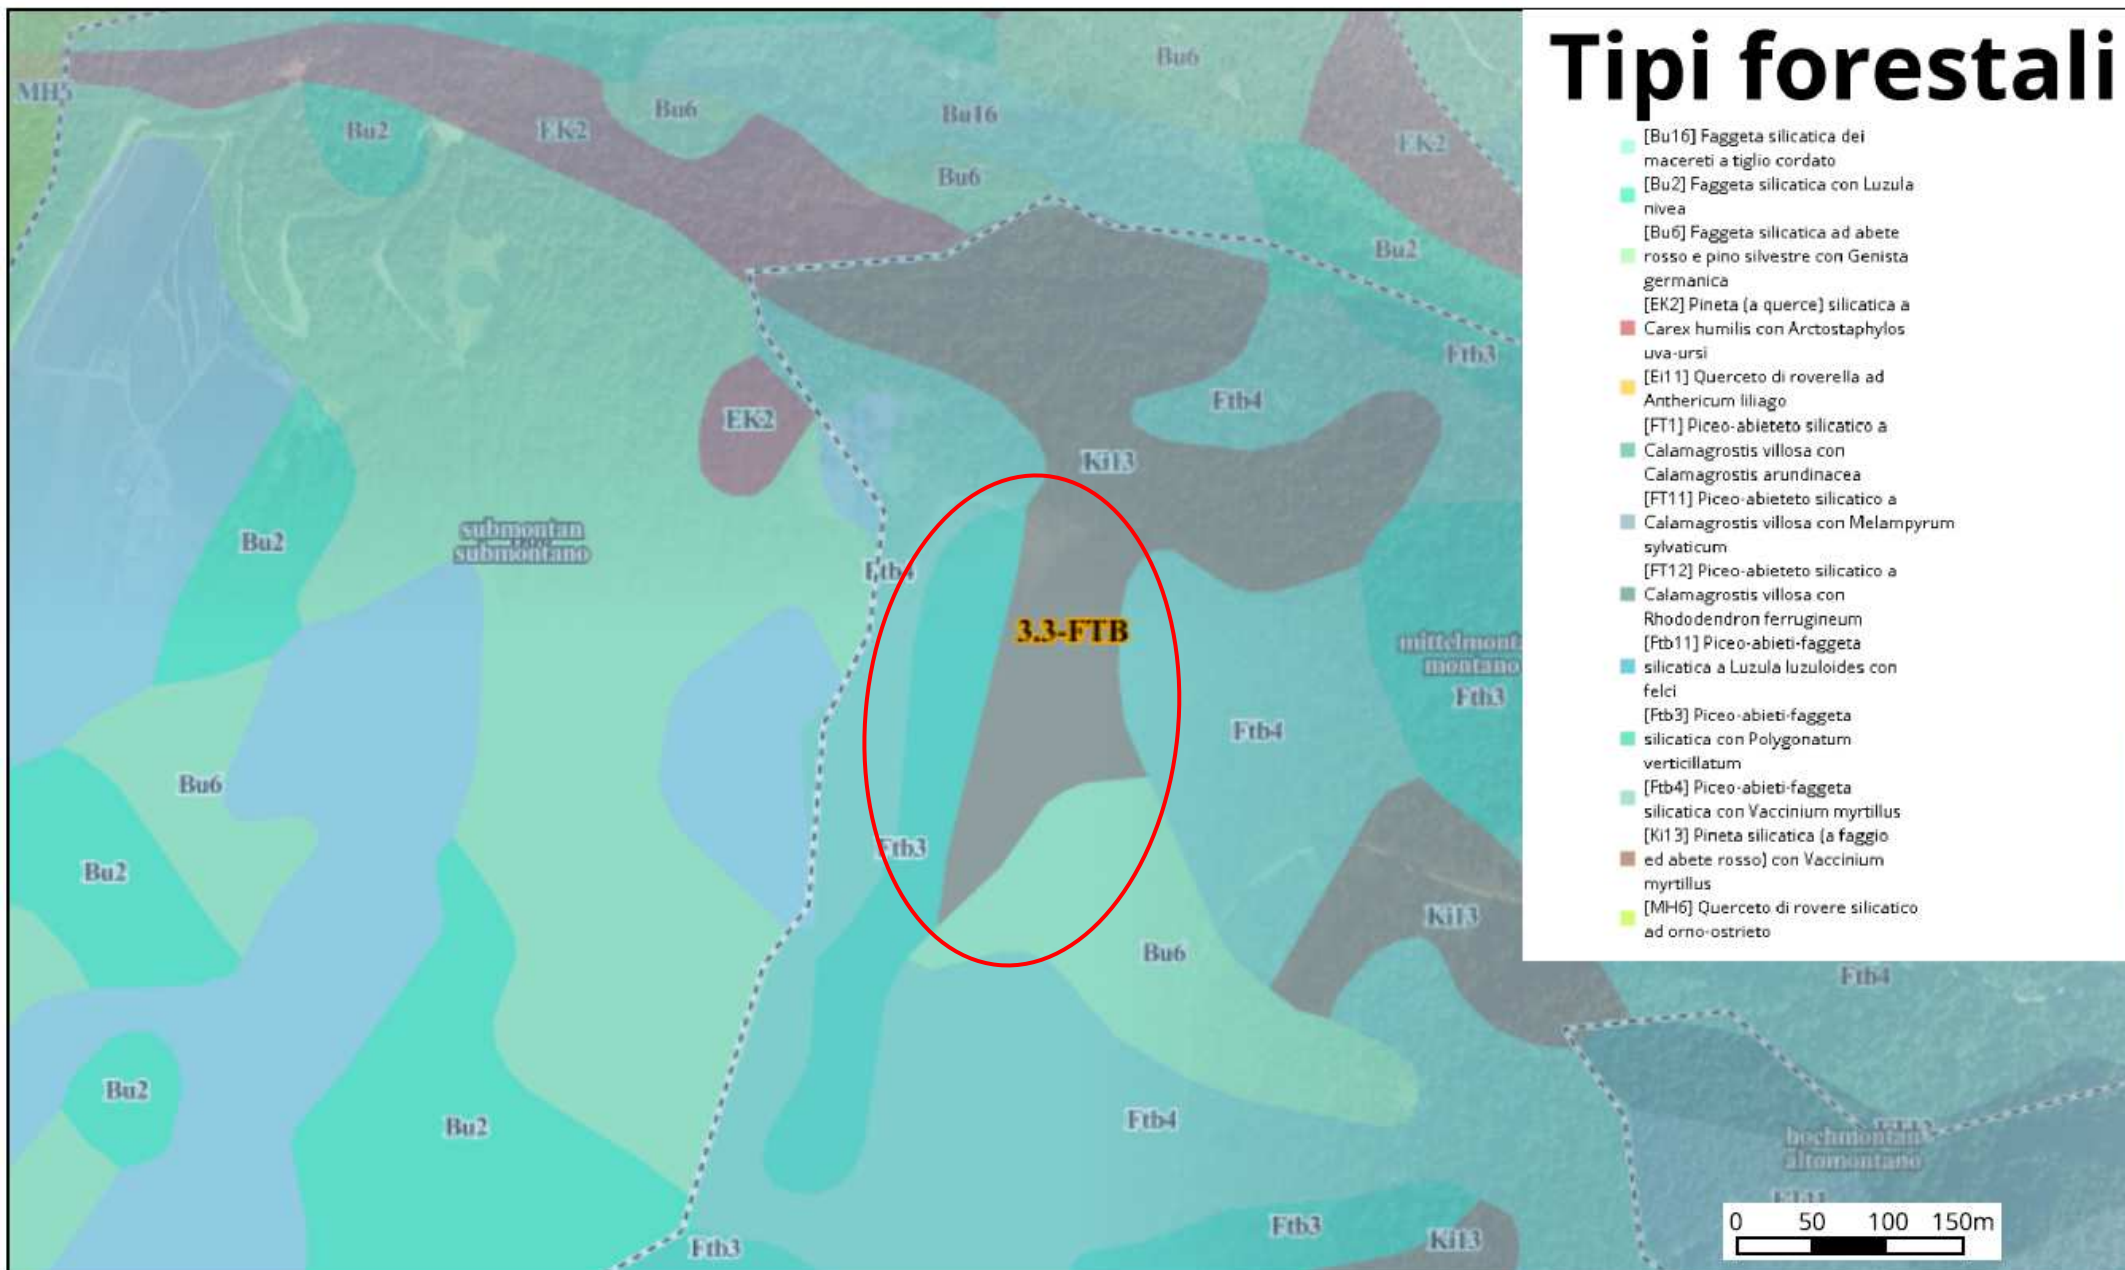 Tipi forestali
[Bu16] Faggeta silicatica dei
macereti a tiglio cordato
[Bu2] Faggeta silicatica con Luzula
nivea
[Bu6] Faggeta silicatica ad abete
rosso e pino silvestre con Genista
germanica
[EK2] Pineta (a querce) silicatica a
Carex humilis con Arctostaphylos
uva-ursi
[Ei11] Querceto di roverella ad
Anthericum liliago
[FT1] Piceo-abieteto silicatico a
Calamagrostis villosa con
Calamagrostis arundinacea
[FT11] Piceo-abieteto silicatico a
Calamagrostis villosa con Melampyrum
sylvaticum
[FT12] Piceo-abieteto silicatico a
Calamagrostis villosa con
Rhododendron ferrugineum
[Ftb11] Piceo-abieti-faggeta
silicatica a Luzula luzuloides con
felci
[Ftb3] Piceo-abieti-faggeta
silicatica con Polygonatum
verticillatum
[Ftb4] Piceo-abieti-faggeta
silicatica con Vaccinium myrtillus
[Ki13] Pineta silicatica (a faggio
ed abete rosso) con Vaccinium
myrtillus
[MH6] Querceto di rovere silicatico
ad orno-ostrieto
Bu6
MH5
Bu6
Bu16
Bu2
EK2
EK2
Bu6
Bu2
Ftb3
Ftb4
EK2
Ki13
submontan
submontano
Bu2
Ftb4
3.3-FTB
montano
Ftb3
Ftb4
Bu6
Ftb3
Bu2
Ki13
Bu6
Ftb4
Bu2
Bu2
Ftb4
hochmontan
altomontano
Ftb3
Ftb3
Ki13
0 50 100 150m